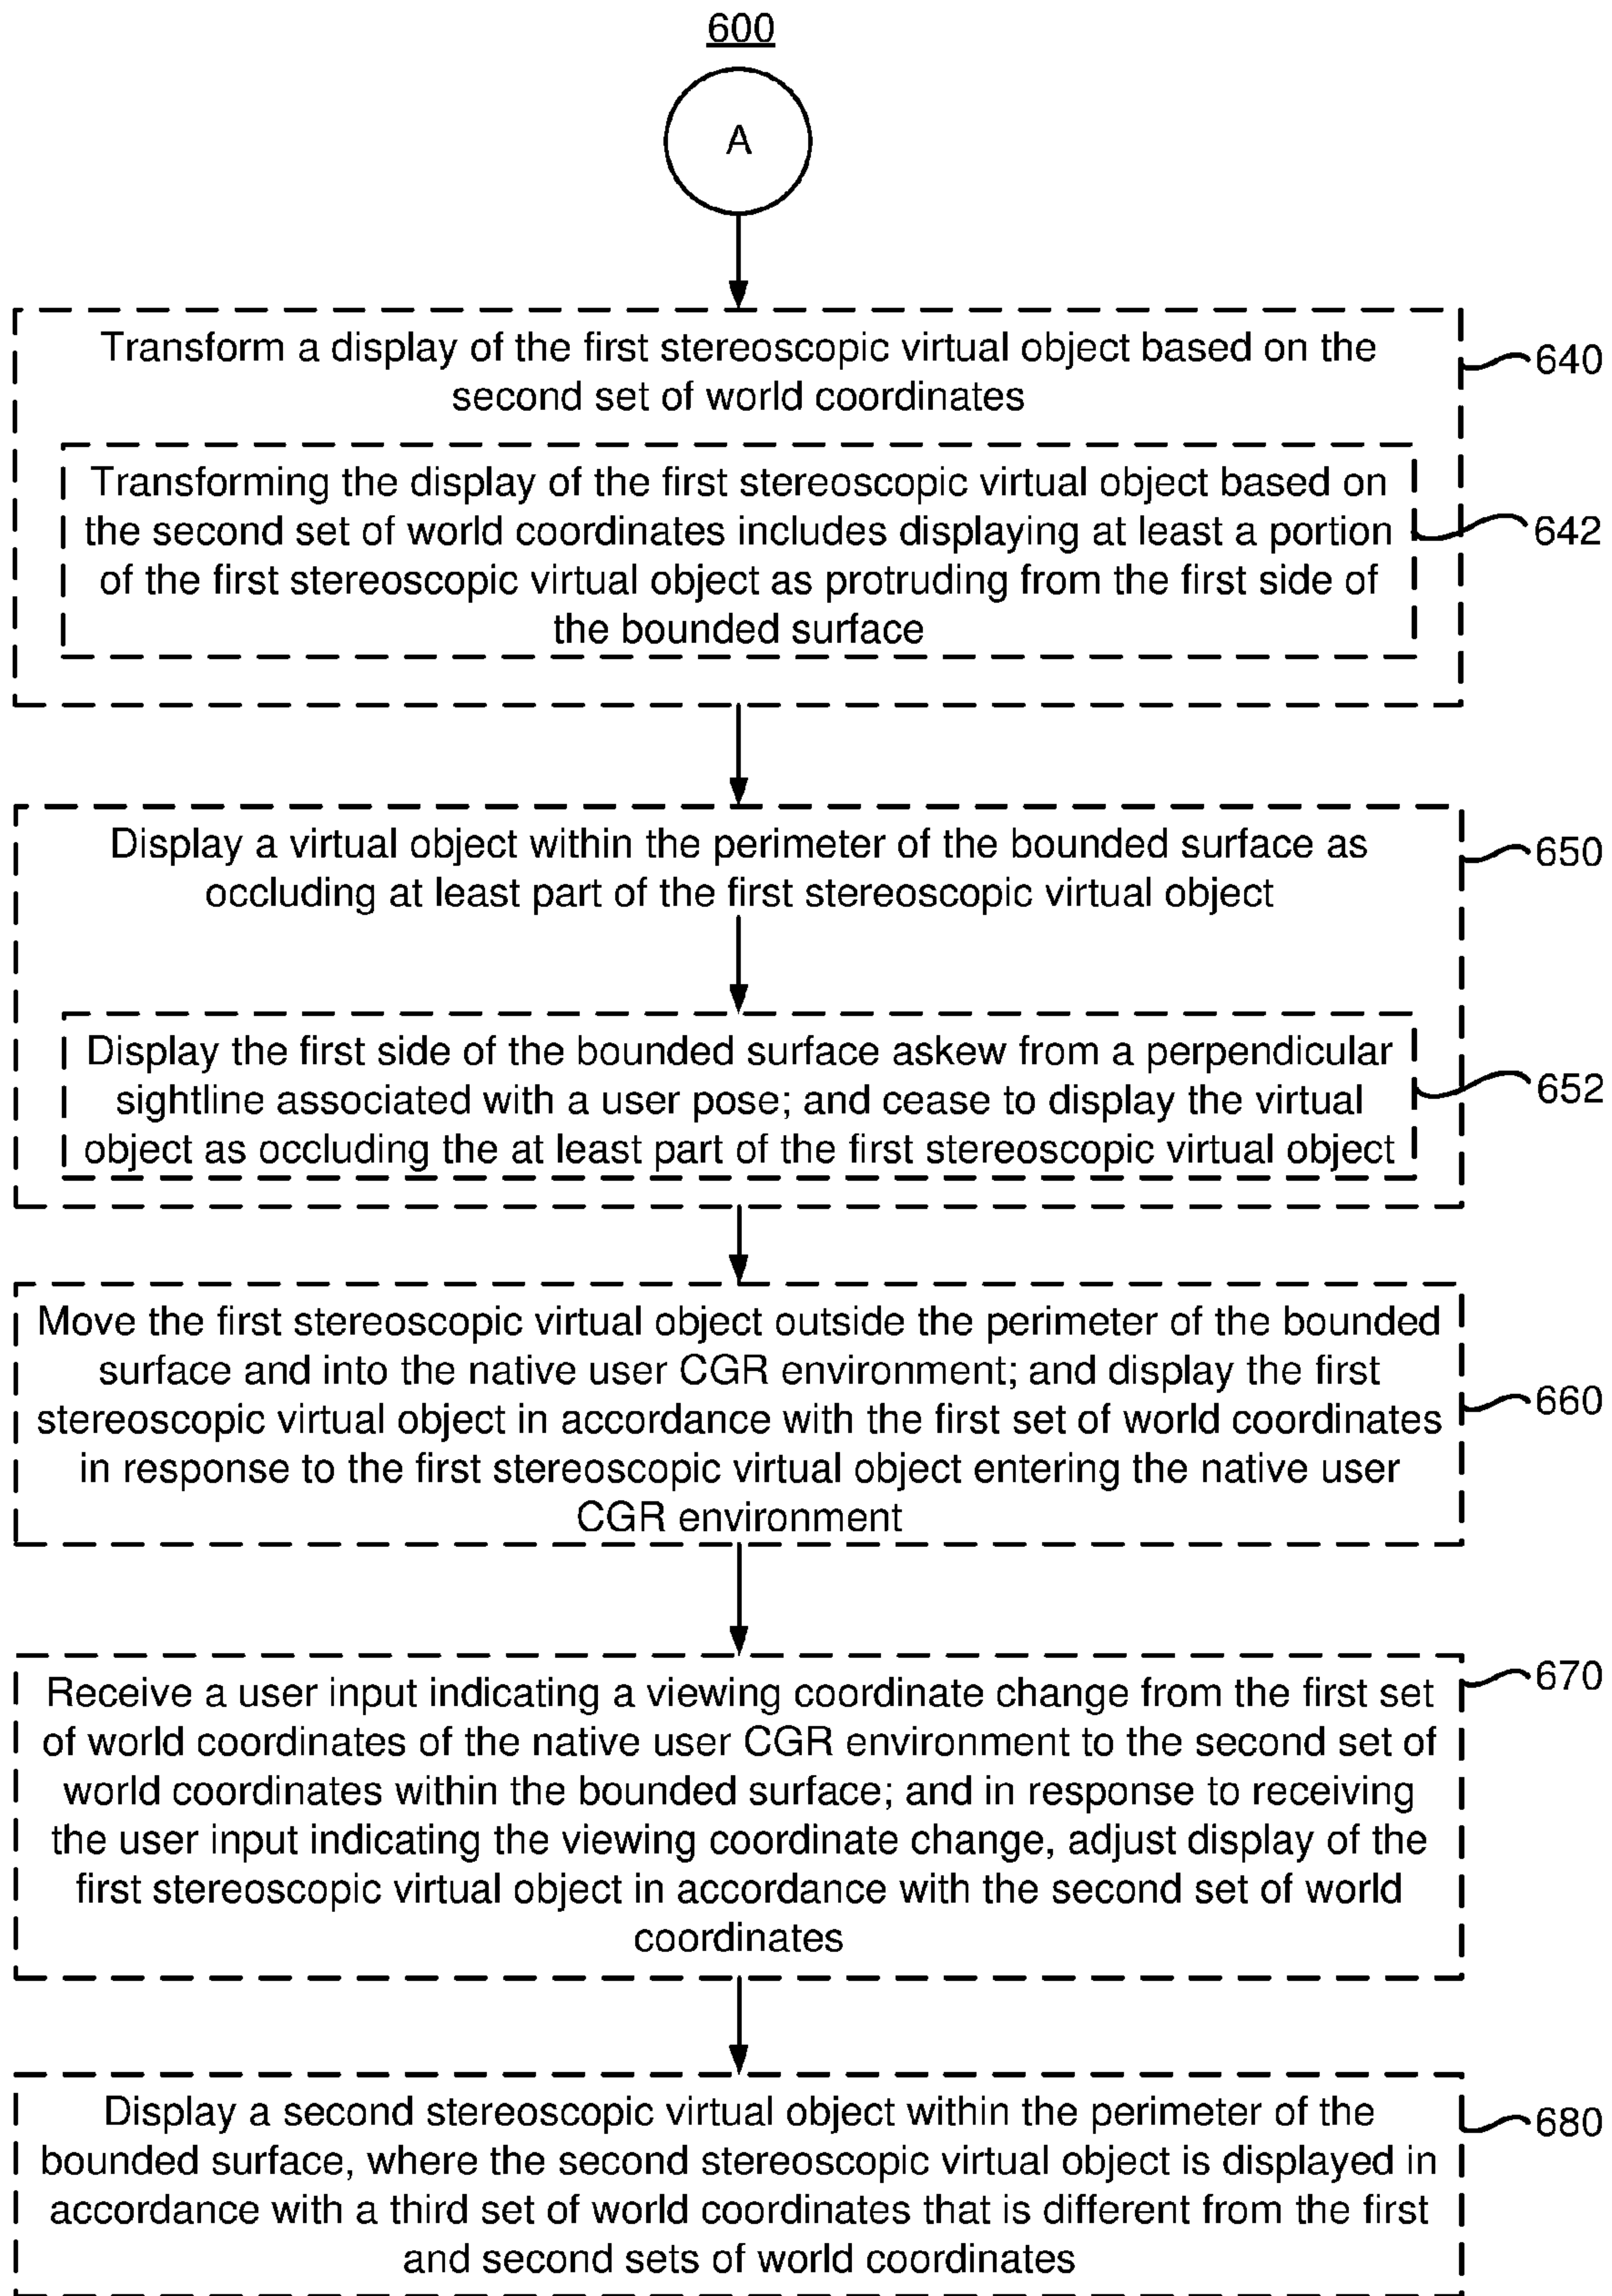 600
A
Transform a display of the first stereoscopic virtual object based on the
second set of world coordinates
640
Transforming the display of the first stereoscopic virtual object based on
the second set of world coordinates includes displaying at least a portion
of the first stereoscopic virtual object as protruding from the first side of
the bounded surface
642
Display a virtual object within the perimeter of the bounded surface as
occluding at least part of the first stereoscopic virtual object
650
Display the first side of the bounded surface askew from a perpendicular
sightline associated with a user pose; and cease to display the virtual
object as occluding the at least part of the first stereoscopic virtual object
652
Move the first stereoscopic virtual object outside the perimeter of the bounded
surface and into the native user CGR environment; and display the first
stereoscopic virtual object in accordance with the first set of world coordinates
in response to the first stereoscopic virtual object entering the native user
CGR environment
660
Receive a user input indicating a viewing coordinate change from the first set
of world coordinates of the native user CGR environment to the second set of
world coordinates within the bounded surface; and in response to receiving
the user input indicating the viewing coordinate change, adjust display of the
first stereoscopic virtual object in accordance with the second set of world
coordinates
670
Display a second stereoscopic virtual object within the perimeter of the
bounded surface, where the second stereoscopic virtual object is displayed in
accordance with a third set of world coordinates that is different from the first
and second sets of world coordinates
680